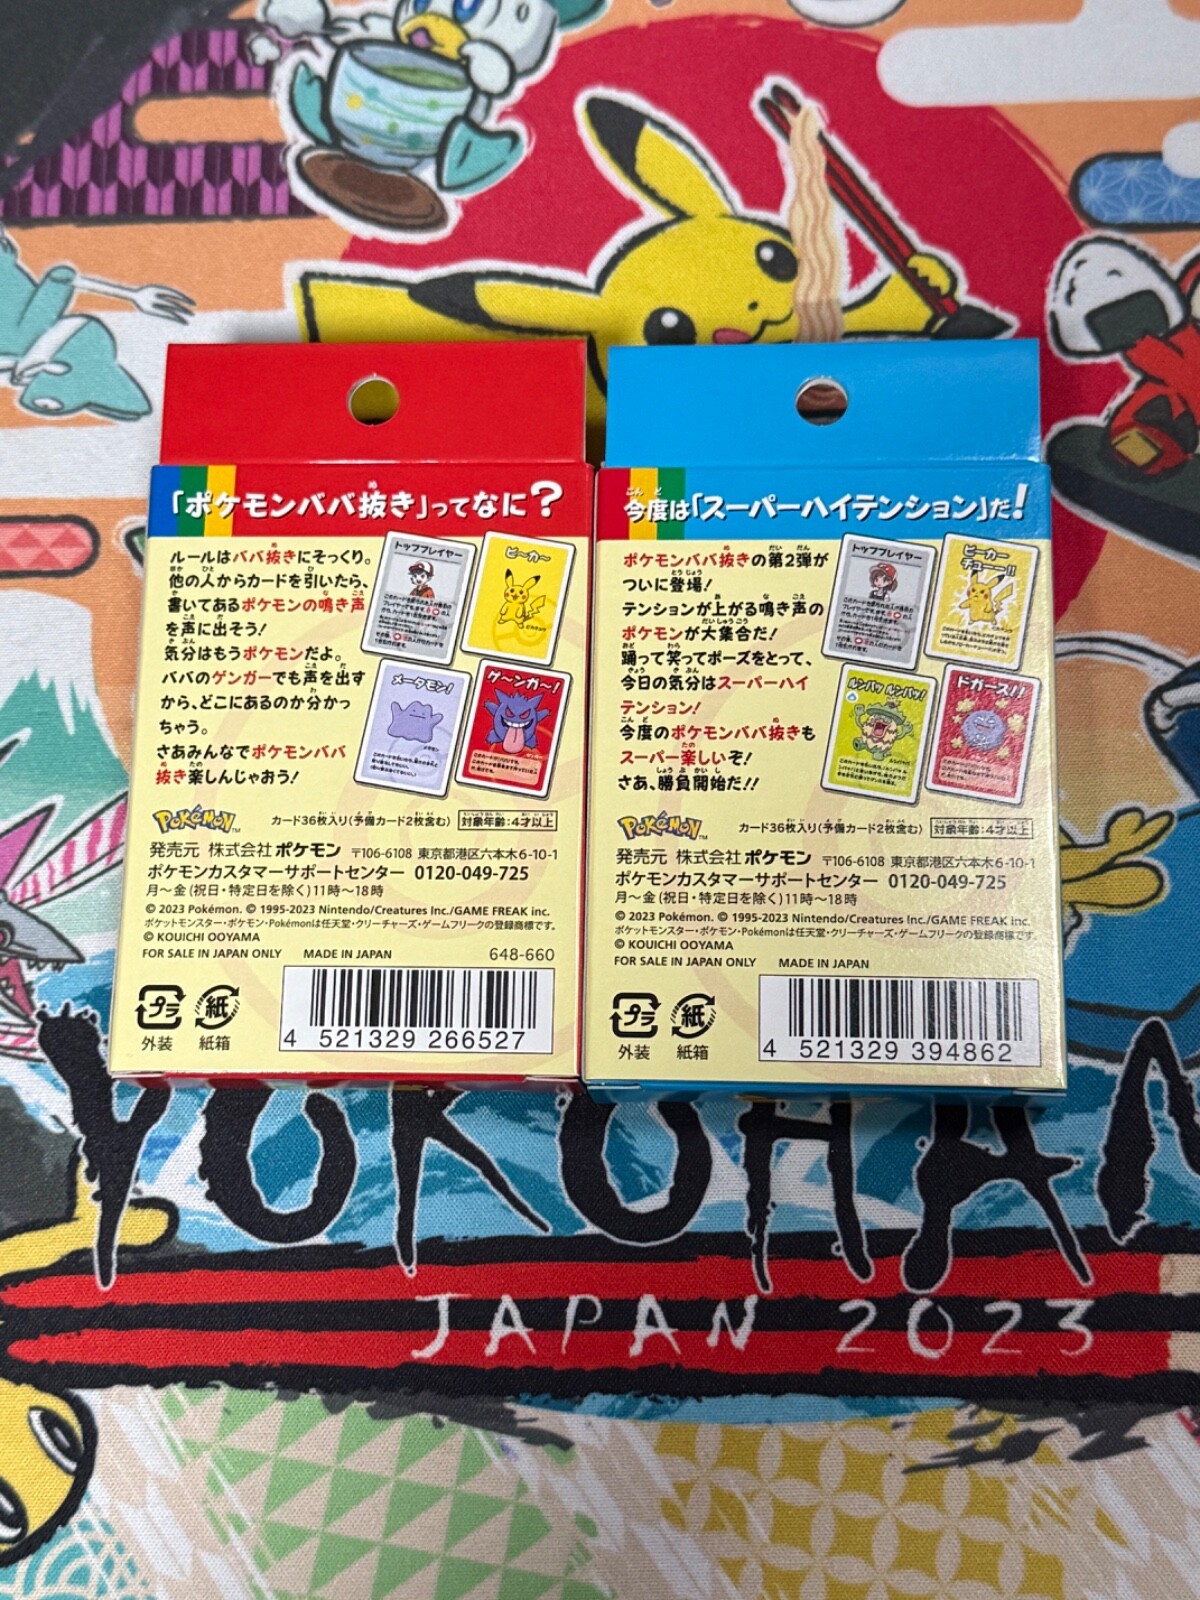 「ポケモンババ抜き」ってなに?
ルールはババ抜きにそっくり。
他の人からカードを引いたら、
書いてあるポケモンの鳴き声
を声に出そう!
気分はもうポケモンだよ。
ババのゲンガーでも声を出す
から、どこにあるのか分かっ
ちゃう。
さあみんなでポケモンババ
抜き楽しんじゃおう!
トッププレイヤー
ピ〜カ〜
メ〜タモン!
ゲ〜ンガ〜!
Pokémon
カード36枚入り(予備カード2枚含む)
対象年齢:4才以上
発売元 株式会社ポケモン 〒106-6108 東京都港区六本木6-10-1
ポケモンカスタマーサポートセンター 0120-049-725
月〜金(祝日・特定日を除く)11時〜18時
© 2023 Pokémon. © 1995-2023 Nintendo/Creatures Inc./GAME FREAK inc.
ポケットモンスター・ポケモン・Pokémonは任天堂・クリーチャーズ・ゲームフリークの登録商標です。
© KOUICHI OOYAMA
FOR SALE IN JAPAN ONLY MADE IN JAPAN 648-660
プラ 紙
外装 紙箱
4 521329 266527
今度は「スーパーハイテンション」だ!
ポケモンババ抜きの第2弾が
ついに登場!
テンションが上がる鳴き声の
ポケモンが大集合だ!
踊って笑ってポーズをとって、
今日の気分はスーパーハイ
テンション!
今度のポケモンババ抜きも
スーパー楽しいぞ!
さあ、勝負開始だ!!
トッププレイヤー
ピーカー
チューー!!
ルンパッ ルンパッ!
ドガース!!
Pokémon
カード36枚入り(予備カード2枚含む)
対象年齢:4才以上
発売元 株式会社ポケモン 〒106-6108 東京都港区六本木6-10-1
ポケモンカスタマーサポートセンター 0120-049-725
月〜金(祝日・特定日を除く)11時〜18時
© 2023 Pokémon. © 1995-2023 Nintendo/Creatures Inc./GAME FREAK inc.
ポケットモンスター・ポケモン・Pokémonは任天堂・クリーチャーズ・ゲームフリークの登録商標です。
© KOUICHI OOYAMA
FOR SALE IN JAPAN ONLY MADE IN JAPAN
プラ 紙
外装 紙箱
4 521329 394862
YOKOHAM
JAPAN 2023